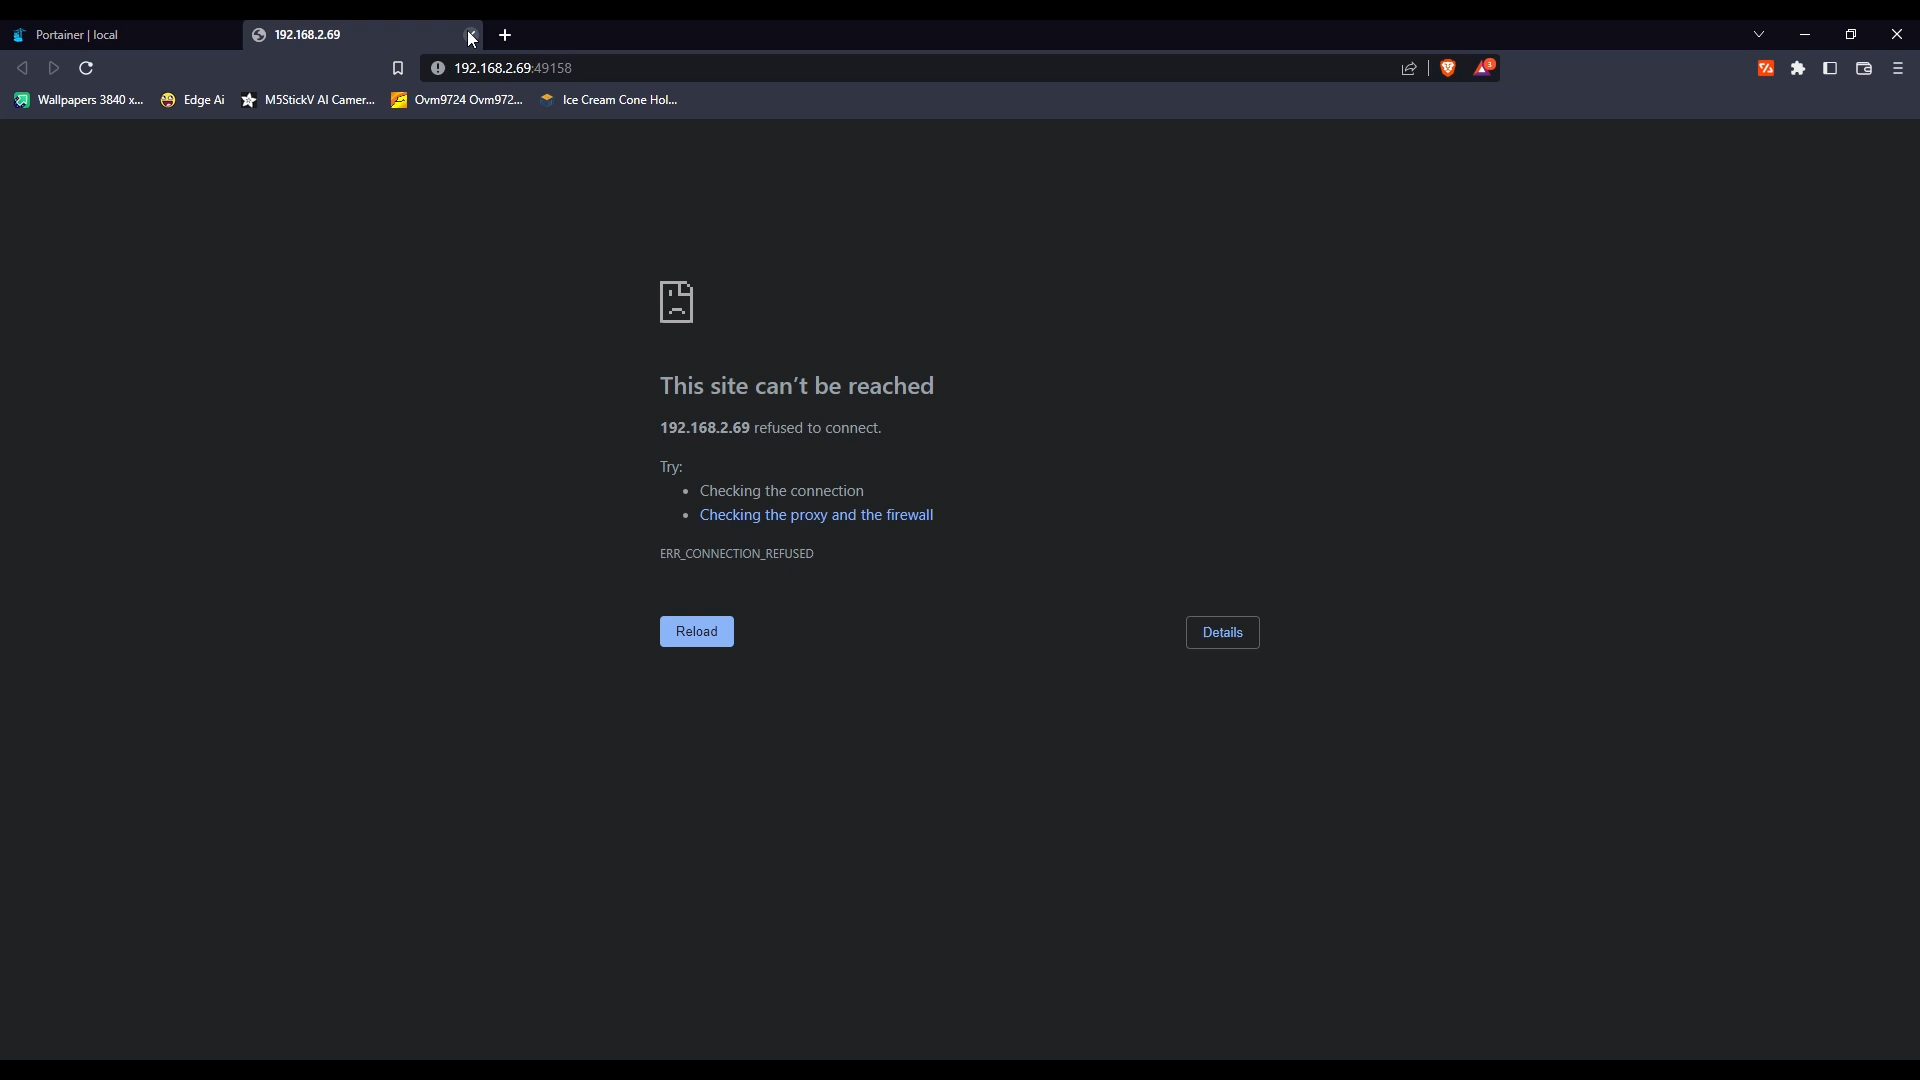 Portainer | local
192.168.2.69
192.168.2.69:49158
3
Wallpapers 3840 x...
Edge Ai
M5StickV AI Camer...
Ovm9724 Ovm972...
Ice Cream Cone Hol...
This site can't be reached
192.168.2.69 refused to connect.
Try:
• Checking the connection
• Checking the proxy and the firewall
ERR_CONNECTION_REFUSED
Reload
Details